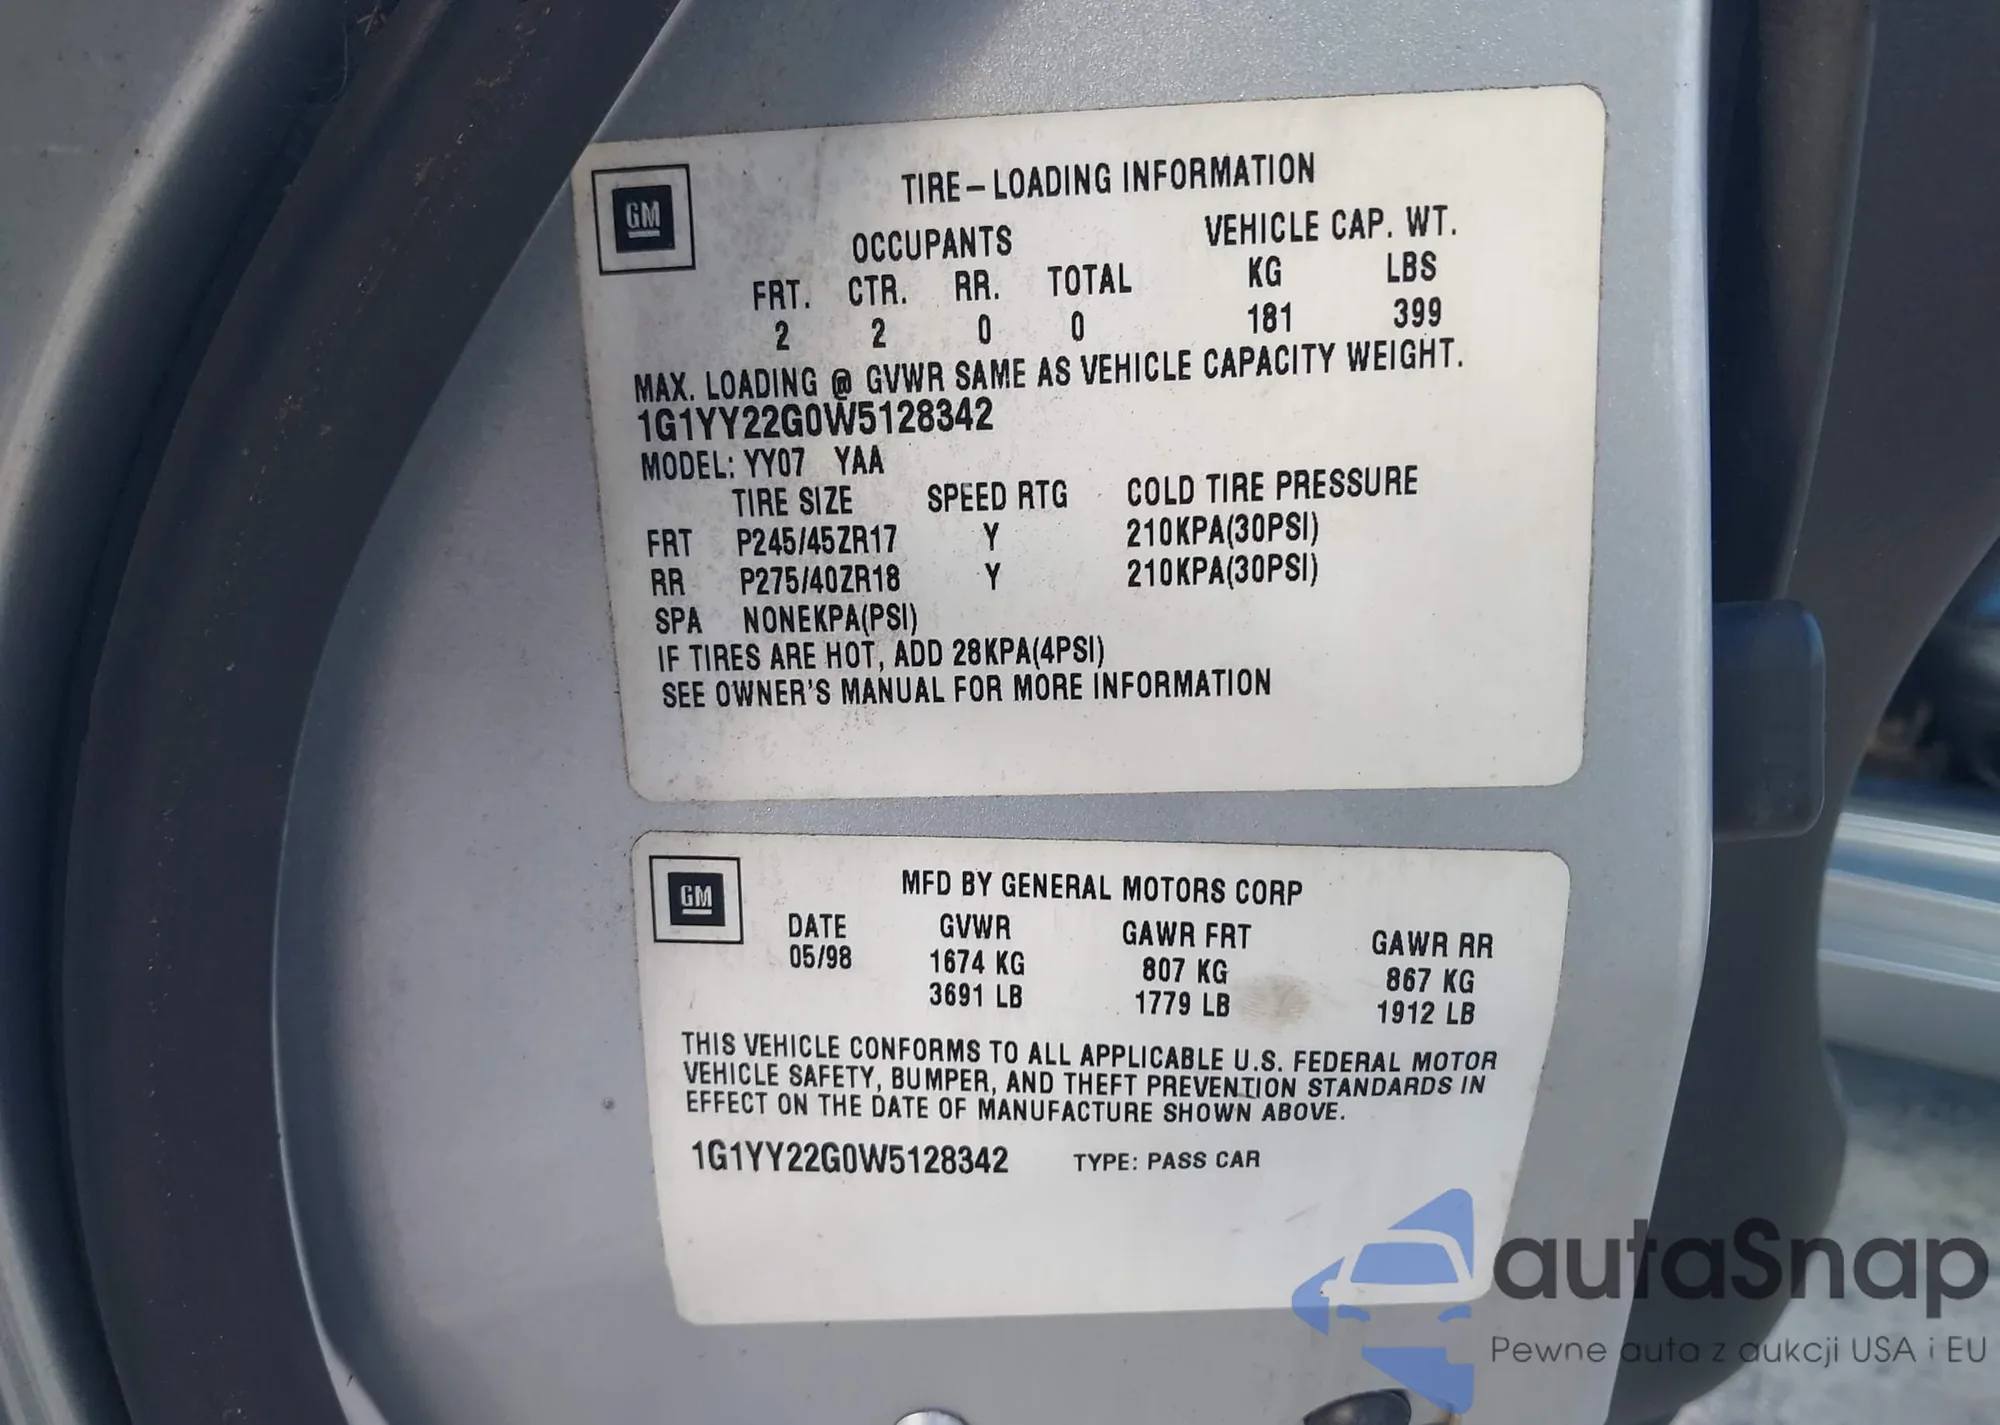 GM
TIRE-LOADING INFORMATION
OCCUPANTS VEHICLE CAP. WT.
FRT. CTR. RR. TOTAL KG LBS
2 2 0 0 181 399
MAX. LOADING @ GVWR SAME AS VEHICLE CAPACITY WEIGHT.
1G1YY22G0W5128342
MODEL: YY07 YAA
TIRE SIZE SPEED RTG COLD TIRE PRESSURE
FRT P245/45ZR17 Y 210KPA(30PSI)
RR P275/40ZR18 Y 210KPA(30PSI)
SPA NONEKPA(PSI)
IF TIRES ARE HOT, ADD 28KPA(4PSI)
SEE OWNER'S MANUAL FOR MORE INFORMATION
GM
MFD BY GENERAL MOTORS CORP
DATE GVWR GAWR FRT GAWR RR
05/98 1674 KG 807 KG 867 KG
3691 LB 1779 LB 1912 LB
THIS VEHICLE CONFORMS TO ALL APPLICABLE U.S. FEDERAL MOTOR
VEHICLE SAFETY, BUMPER, AND THEFT PREVENTION STANDARDS IN
EFFECT ON THE DATE OF MANUFACTURE SHOWN ABOVE.
1G1YY22G0W5128342 TYPE: PASS CAR
autaSnap
Pewne auta z aukcji USA i EU